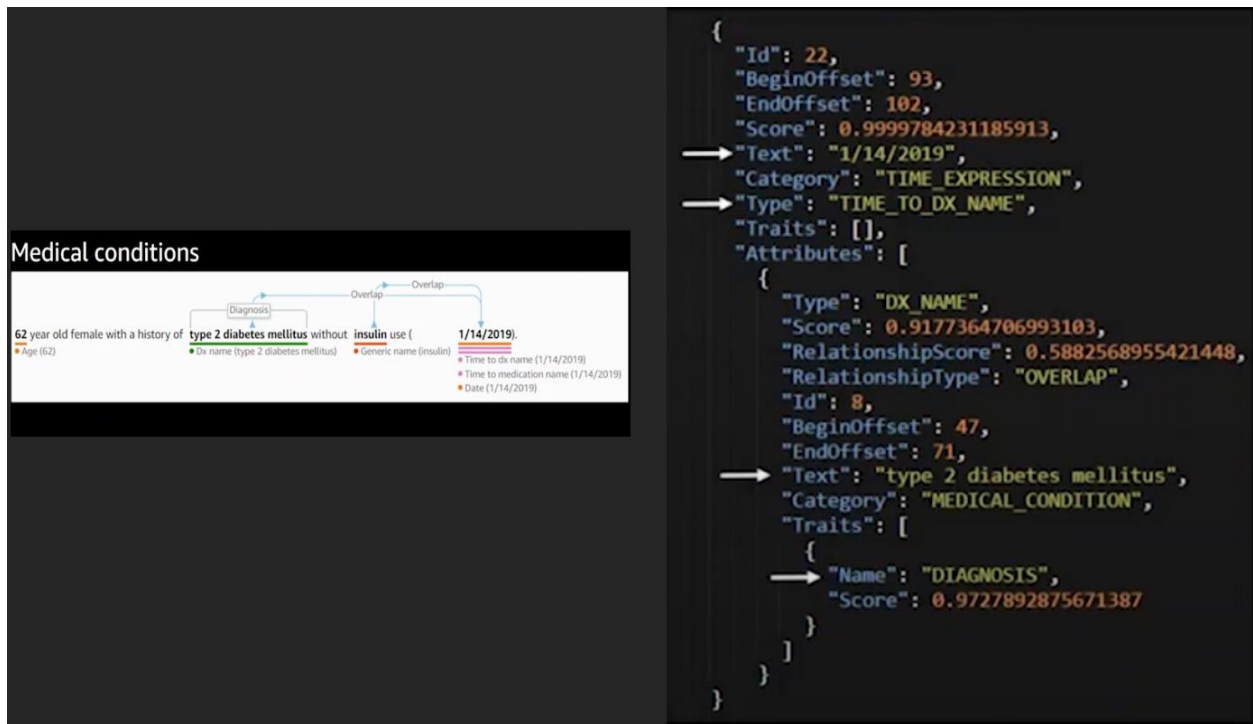 Medical conditions
Overlap
Overlap
Diagnosis
62 year old female with a history of type 2 diabetes mellitus without insulin use ( 1/14/2019).
Age (62)
Dx name (type 2 diabetes mellitus)
Generic name (insulin)
Time to dx name (1/14/2019)
Time to medication name (1/14/2019)
Date (1/14/2019)
{
"Id": 22,
"BeginOffset": 93,
"EndOffset": 102,
"Score": 0.9999784231185913,
"Text": "1/14/2019",
"Category": "TIME_EXPRESSION",
"Type": "TIME_TO_DX_NAME",
"Traits": [],
"Attributes": [
{
"Type": "DX_NAME",
"Score": 0.9177364706993103,
"RelationshipScore": 0.5882568955421448,
"RelationshipType": "OVERLAP",
"Id": 8,
"BeginOffset": 47,
"EndOffset": 71,
"Text": "type 2 diabetes mellitus",
"Category": "MEDICAL_CONDITION",
"Traits": [
{
"Name": "DIAGNOSIS",
"Score": 0.9727892875671387
}
]
}
}